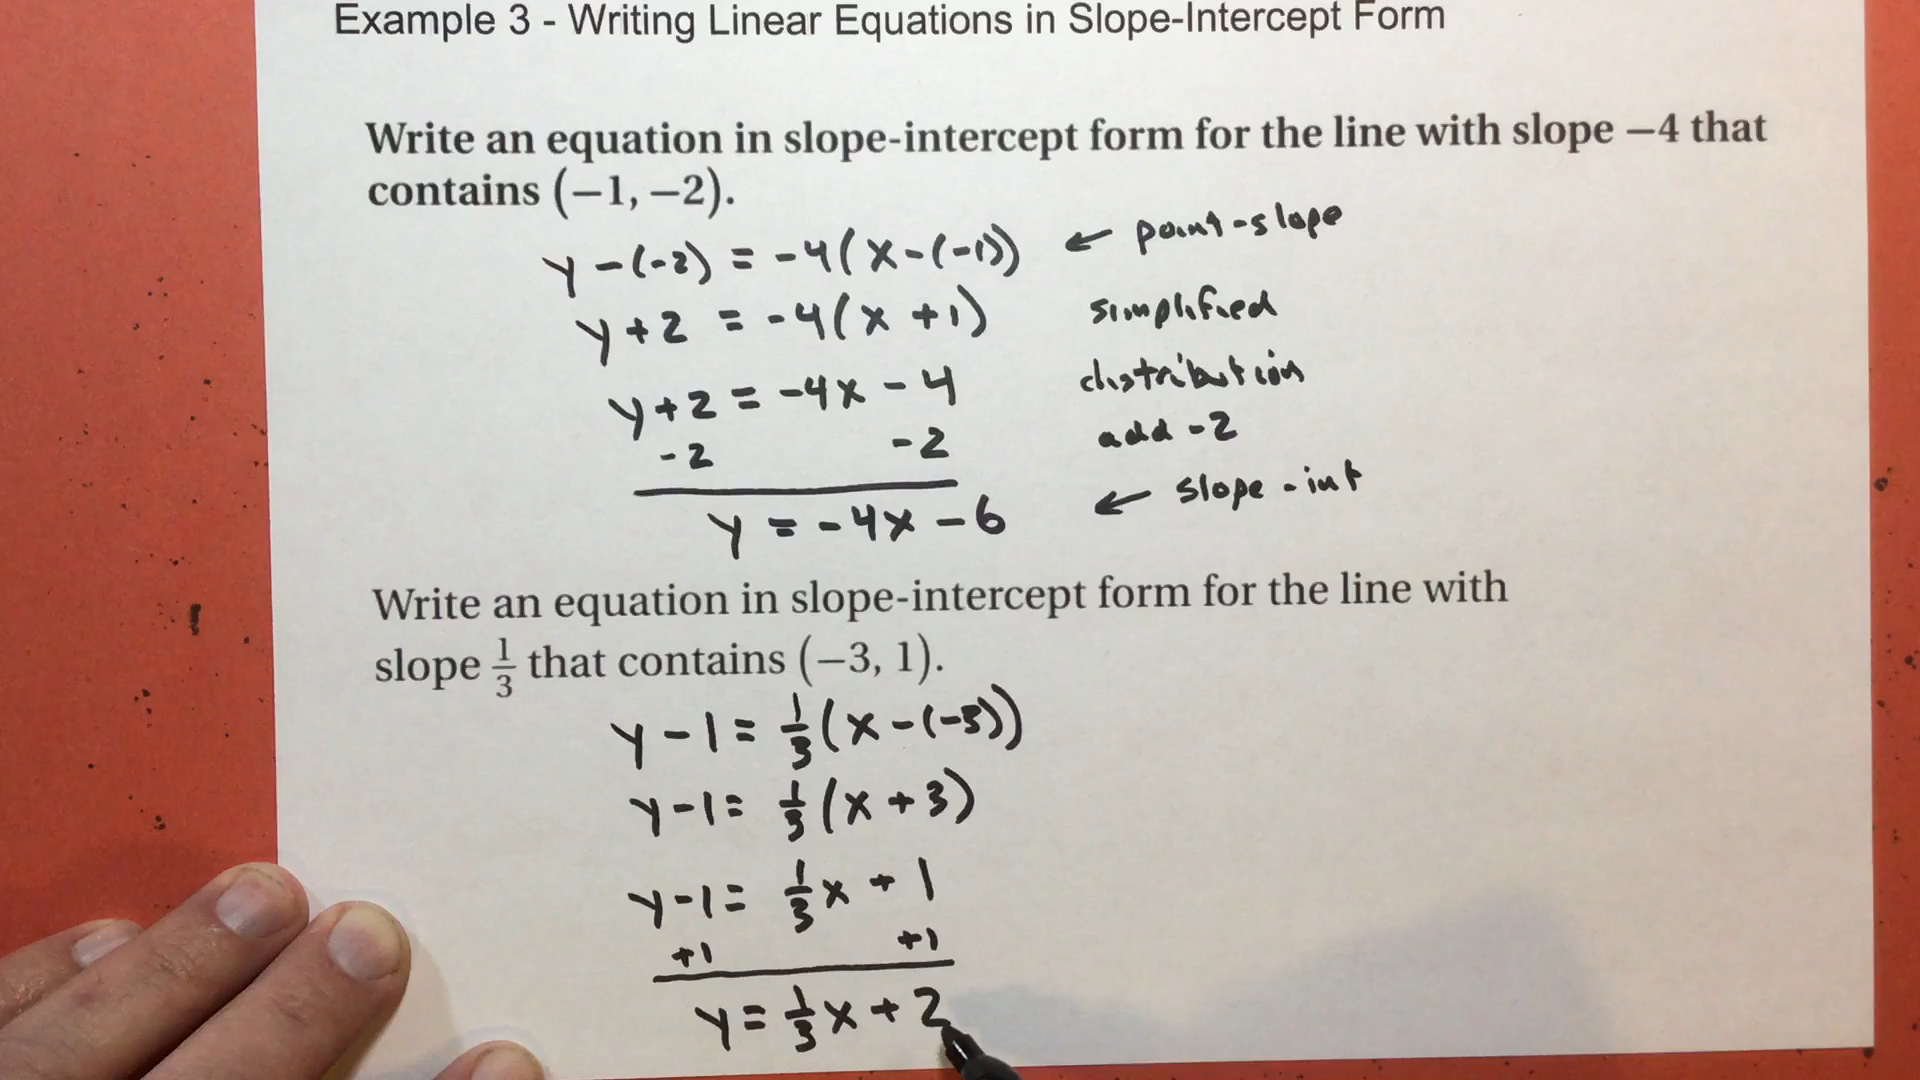 Example 3 - Writing Linear Equations in Slope-Intercept Form
Write an equation in slope-intercept form for the line with slope −4 that
contains (−1, −2).
y -(-2) = -4(x-(-1)) ← point-slope
y+2 = -4(x +1) simplified
y+2 = -4x - 4 distribution
-2 -2 add -2
y = -4x - 6 ← slope-int
Write an equation in slope-intercept form for the line with
slope 1/3 that contains (−3, 1).
y - 1 = 1/3(x-(-3))
y-1 = 1/3(x + 3)
y-1 = 1/3x + 1
+1 +1
y = 1/3x + 2